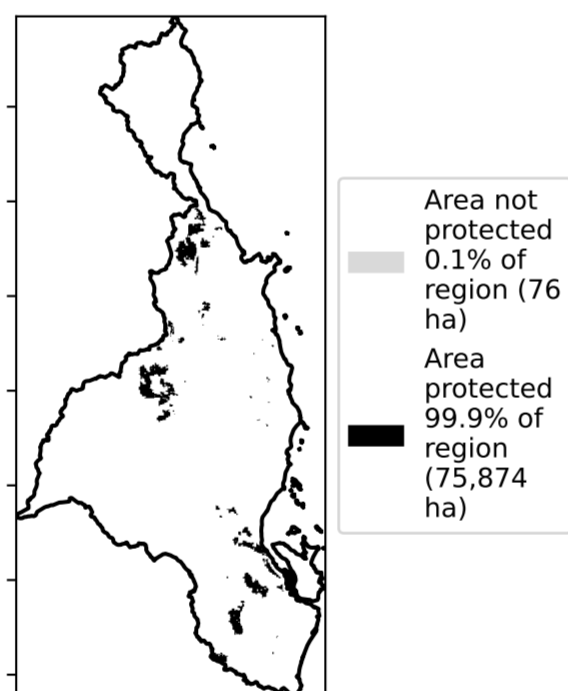 Area not
protected
0.1% of
region (76
ha)
Area
protected
99.9% of
region
(75,874
ha)